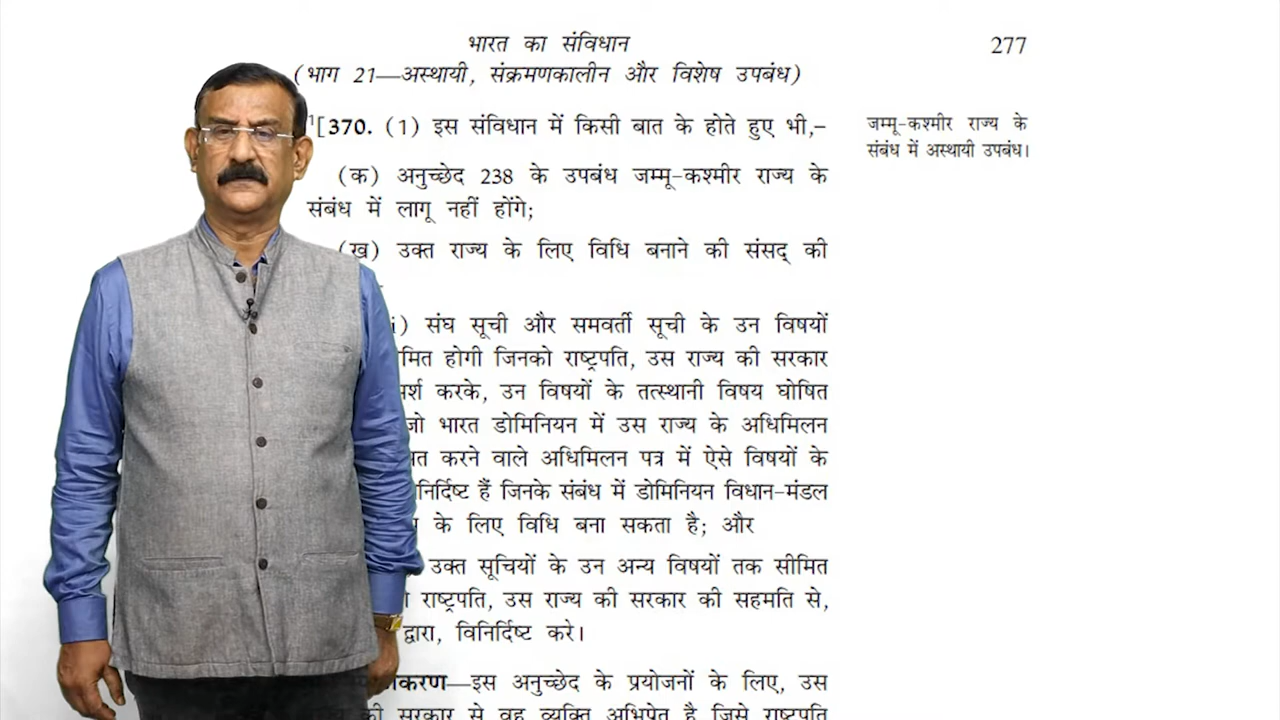 भारत का संविधान
277
(भाग 21—अस्थायी, संक्रमणकालीन और विशेष उपबंध)
¹[370. (1) इस संविधान में किसी बात के होते हुए भी,–
जम्मू-कश्मीर राज्य के
संबंध में अस्थायी उपबंध।
(क) अनुच्छेद 238 के उपबंध जम्मू-कश्मीर राज्य के
संबंध में लागू नहीं होंगे;
(ख) उक्त राज्य के लिए विधि बनाने की संसद् की
संघ सूची और समवर्ती सूची के उन विषयों
होगी जिनको राष्ट्रपति, उस राज्य की सरकार
करके, उन विषयों के तत्स्थानी विषय घोषित
जो भारत डोमिनियन में उस राज्य के अधिमिलन
करने वाले अधिमिलन पत्र में ऐसे विषयों के
हैं जिनके संबंध में डोमिनियन विधान-मंडल
के लिए विधि बना सकता है; और
उक्त सूचियों के उन अन्य विषयों तक सीमित
राष्ट्रपति, उस राज्य की सरकार की सहमति से,
द्वारा, विनिर्दिष्ट करे।
इस अनुच्छेद के प्रयोजनों के लिए, उस
की सरकार से वह व्यक्ति अभिप्रेत है जिसे राष्ट्रपति